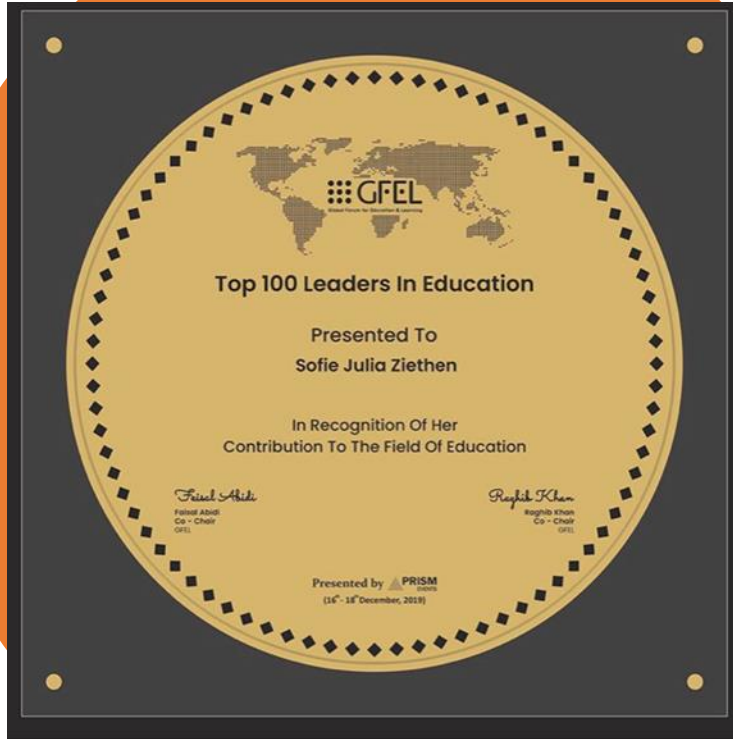 GFEL
Global Forum for Education & Learning
Top 100 Leaders In Education
Presented To
Sofie Julia Ziethen
In Recognition Of Her
Contribution To The Field Of Education
Faisal Abidi
Faisal Abidi
Co - Chair
GFEL
Raghib Khan
Raghib Khan
Co - Chair
GFEL
Presented by PRISM
EVENTS
(16th - 18th December, 2019)